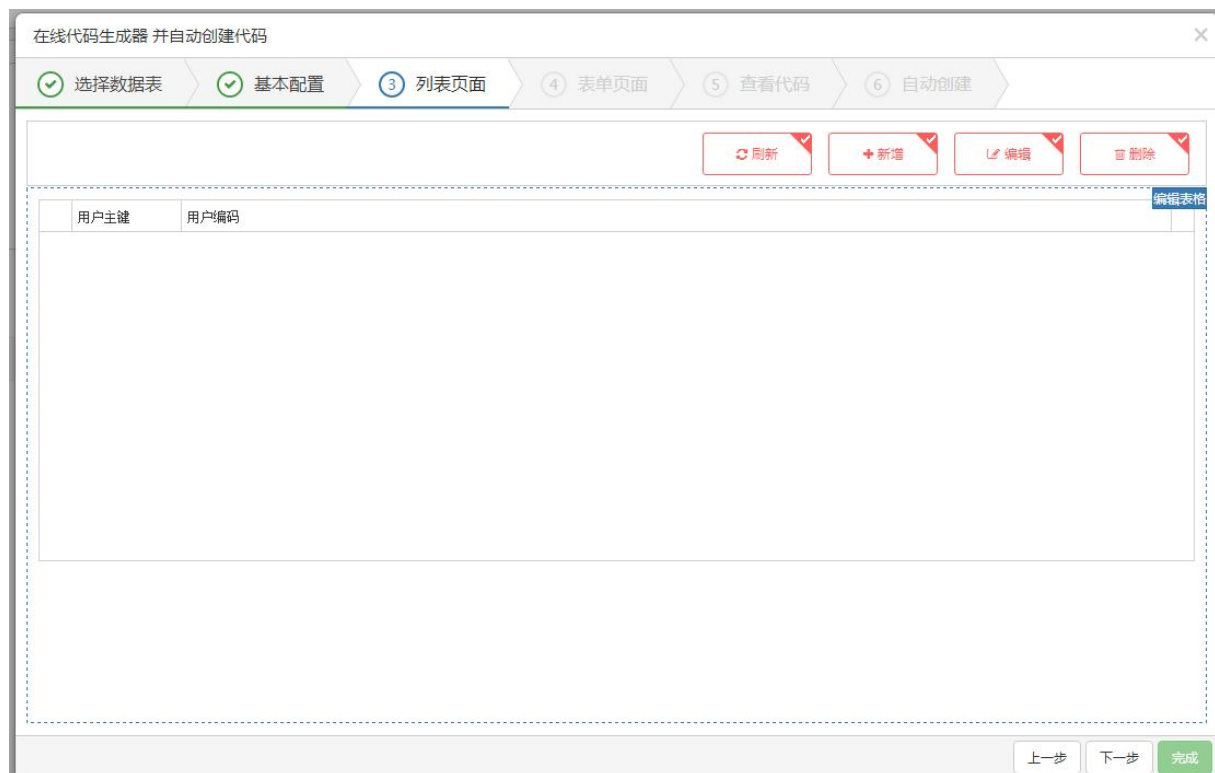 在线代码生成器 并自动创建代码
选择数据表 基本配置 3 列表页面 4 表单页面 5 查看代码 6 自动创建
刷新 新增 编辑 删除
编辑表格
用户主键 用户编码
上一步 下一步 完成